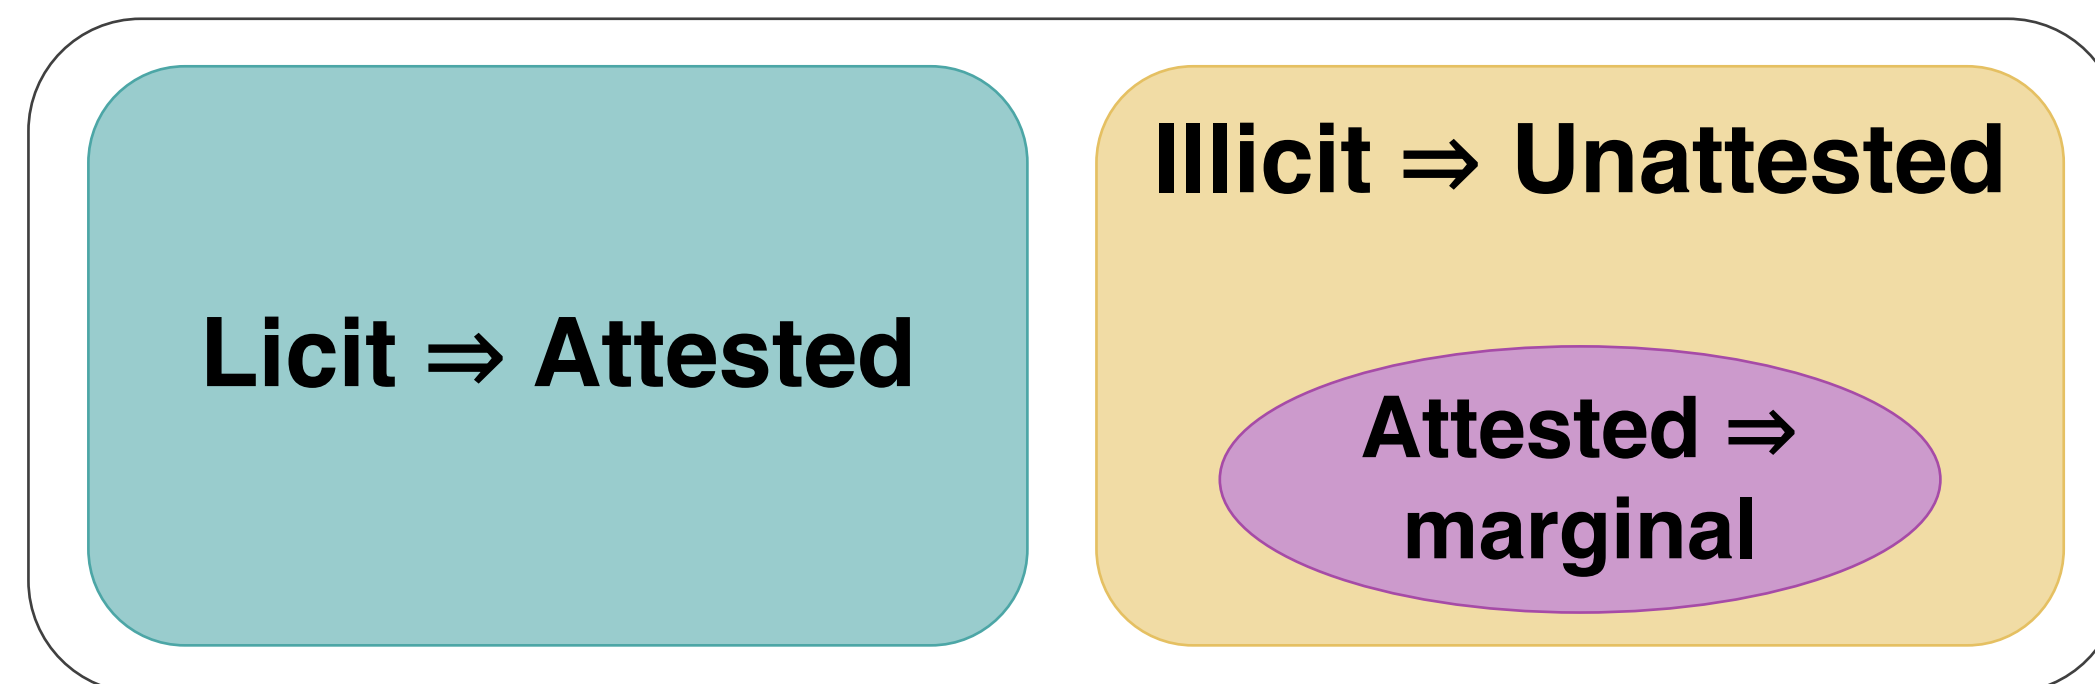 Licit ⇒ Attested
Illicit ⇒ Unattested
Attested ⇒
marginal